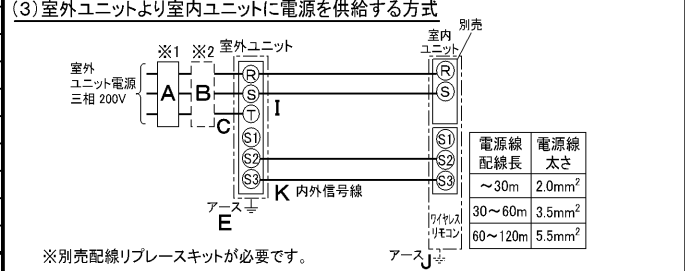 (3)室外ユニットより室内ユニットに電源を供給する方式
※1 ※2 室外ユニット
室内
ユニット
別売
室外
ユニット電源
三相 200V
A B
R
S
T
S1
S2
S3
C
I
K 内外信号線
アース
E
R
S
S1
S2
S3
ワイヤレス
リモコン
アース J
電源線
配線長
電源線
太さ
～30m 2.0mm²
30～60m 3.5mm²
60～120m 5.5mm²
※別売配線リプレースキットが必要です。